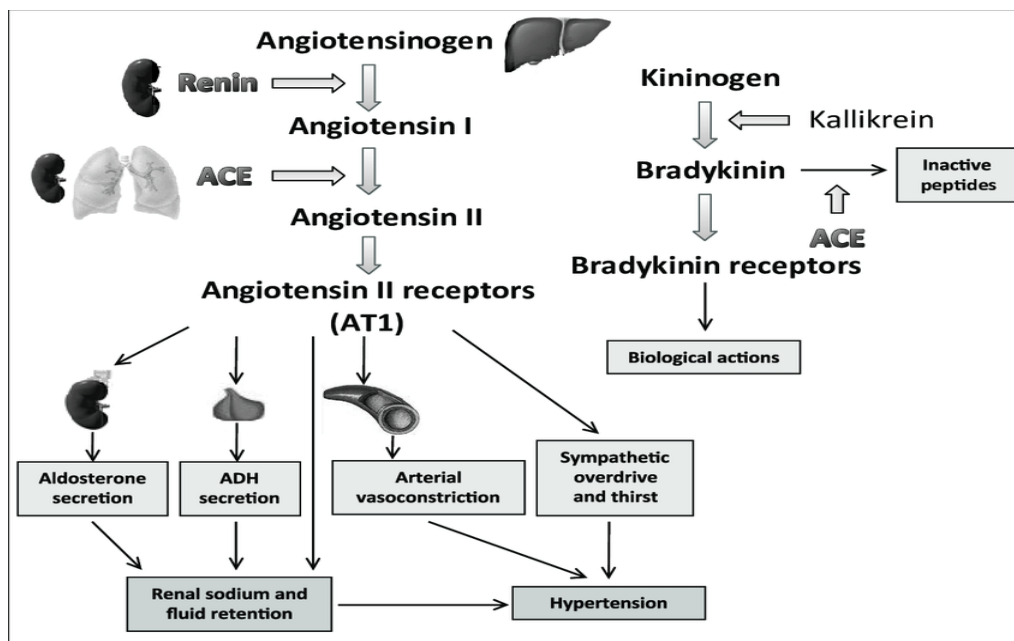 Angiotensinogen
Renin
Angiotensin I
ACE
Angiotensin II
Angiotensin II receptors
(AT1)
Aldosterone
secretion
ADH
secretion
Arterial
vasoconstriction
Sympathetic
overdrive
and thirst
Renal sodium and
fluid retention
Hypertension
Kininogen
Kallikrein
Bradykinin
Inactive
peptides
ACE
Bradykinin receptors
Biological actions